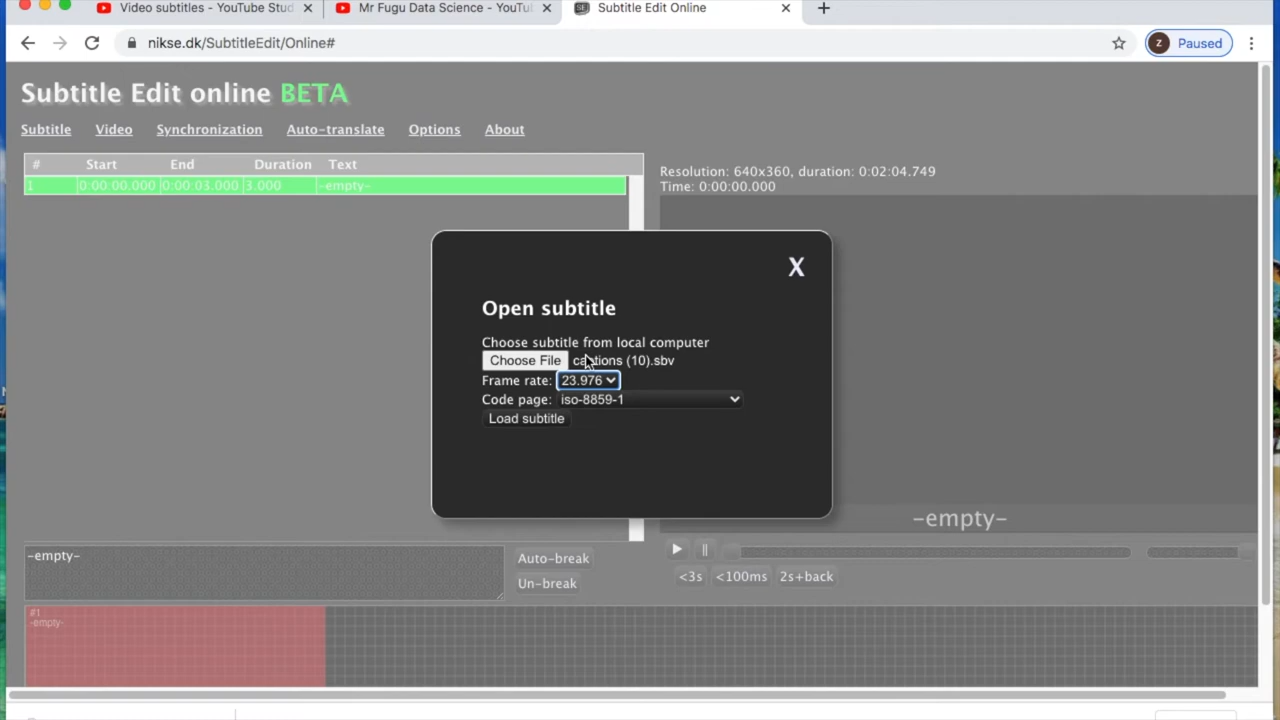 Video subtitles - YouTube Stud
Mr Fugu Data Science - YouTu
SE
Subtitle Edit Online
nikse.dk/SubtitleEdit/Online#
z Paused
Subtitle Edit online BETA
Subtitle Video Synchronization Auto-translate Options About
# Start End Duration Text
1 0:00:00.000 0:00:03.000 3.000 -empty-
Resolution: 640x360, duration: 0:02:04.749
Time: 0:00:00.000
X
Open subtitle
Choose subtitle from local computer
Choose File captions (10).sbv
Frame rate: 23.976
Code page: iso-8859-1
Load subtitle
-empty-
-empty-
Auto-break
Un-break
<3s <100ms 2s+back
#1
-empty-